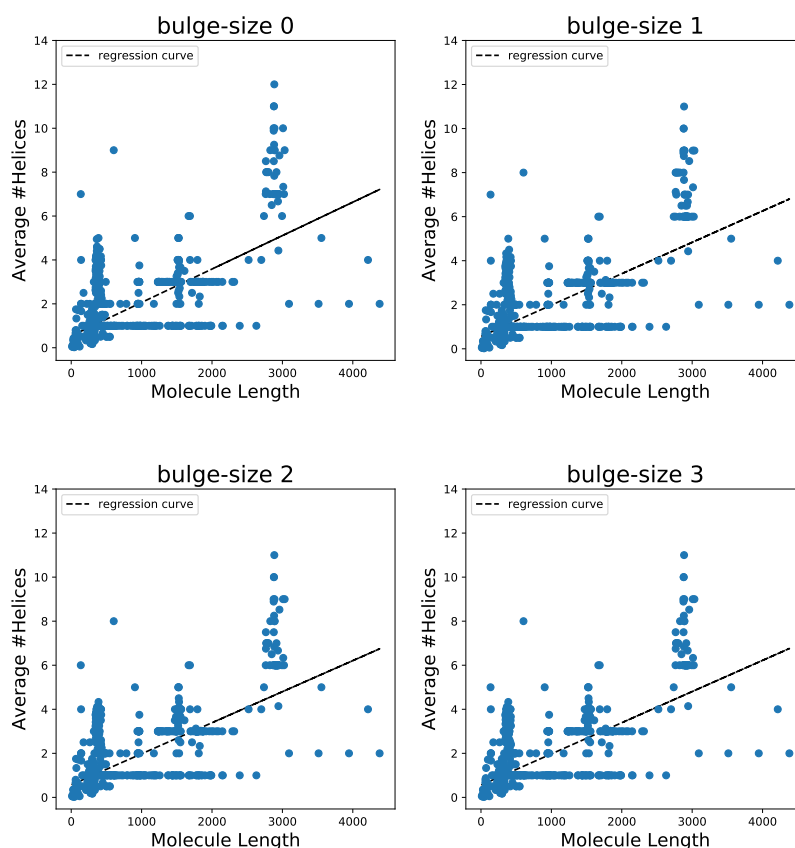 bulge-size 0
regression curve
14
12
10
8
6
4
2
0
Average #Helices
0 1000 2000 3000 4000
Molecule Length
bulge-size 1
regression curve
14
12
10
8
6
4
2
0
Average #Helices
0 1000 2000 3000 4000
Molecule Length
bulge-size 2
regression curve
14
12
10
8
6
4
2
0
Average #Helices
0 1000 2000 3000 4000
Molecule Length
bulge-size 3
regression curve
14
12
10
8
6
4
2
0
Average #Helices
0 1000 2000 3000 4000
Molecule Length